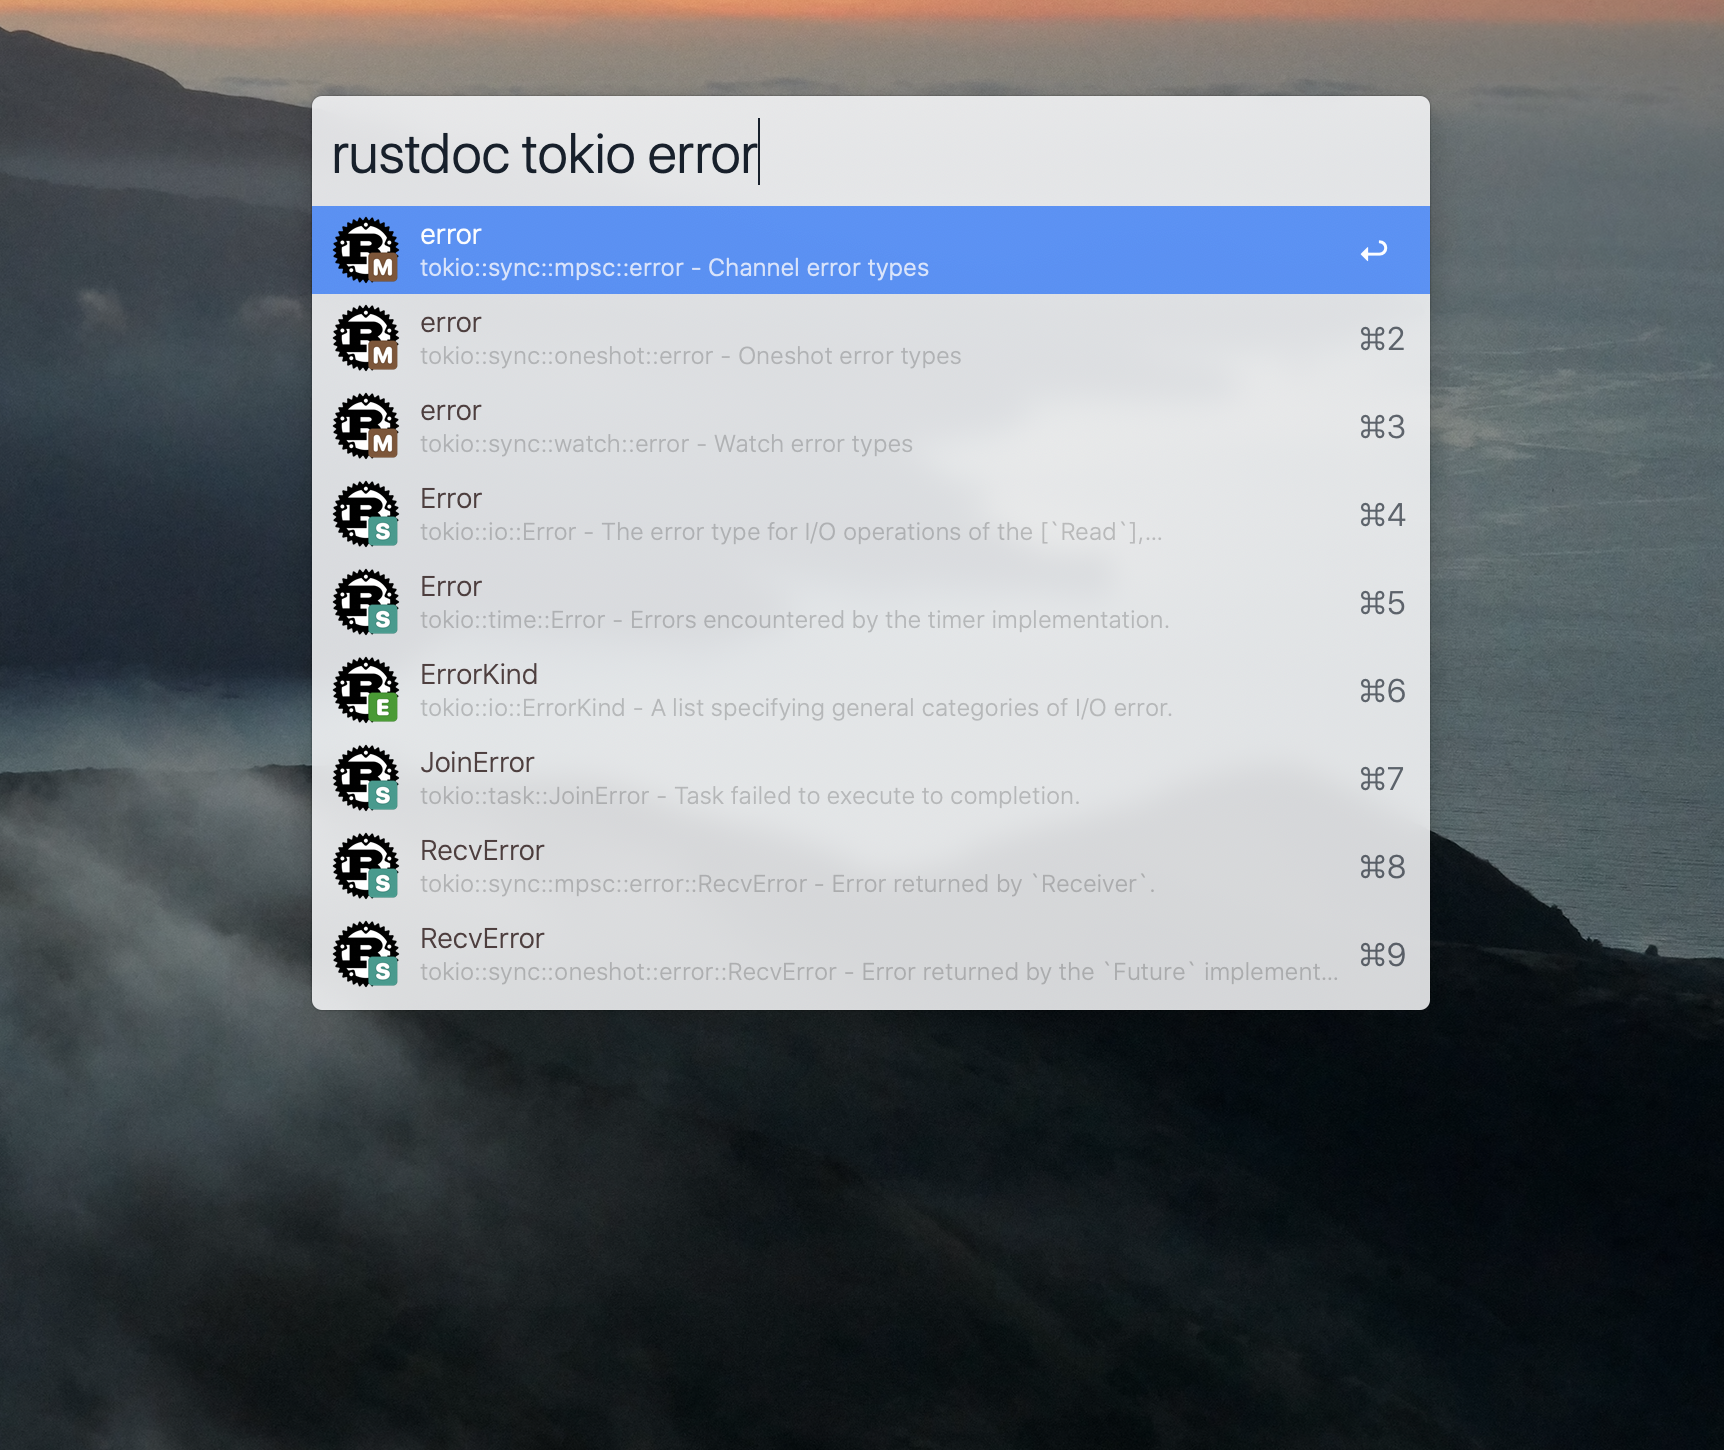 rustdoc tokio error
error
tokio::sync::mpsc::error - Channel error types
M
error
tokio::sync::oneshot::error - Oneshot error types
M
⌘2
error
tokio::sync::watch::error - Watch error types
M
⌘3
Error
tokio::io::Error - The error type for I/O operations of the [`Read`],...
S
⌘4
Error
tokio::time::Error - Errors encountered by the timer implementation.
S
⌘5
ErrorKind
tokio::io::ErrorKind - A list specifying general categories of I/O error.
E
⌘6
JoinError
tokio::task::JoinError - Task failed to execute to completion.
S
⌘7
RecvError
tokio::sync::mpsc::error::RecvError - Error returned by `Receiver`.
S
⌘8
RecvError
tokio::sync::oneshot::error::RecvError - Error returned by the `Future` implement...
S
⌘9